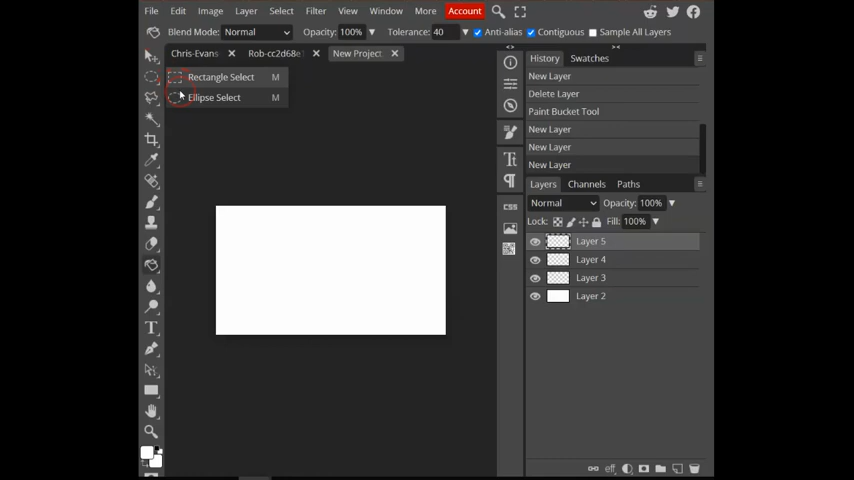 File Edit Image Layer Select Filter View Window More Account
Blend Mode: Normal Opacity: 100% Tolerance: 40 Anti-alias Contiguous Sample All Layers
Chris-Evans Rob-cc2d68e1 New Project
Rectangle Select M
Ellipse Select M
History Swatches
New Layer
Delete Layer
Paint Bucket Tool
New Layer
New Layer
New Layer
Layers Channels Paths
Normal Opacity: 100%
Lock: Fill: 100%
Layer 5
Layer 4
Layer 3
Layer 2
CSS
eff